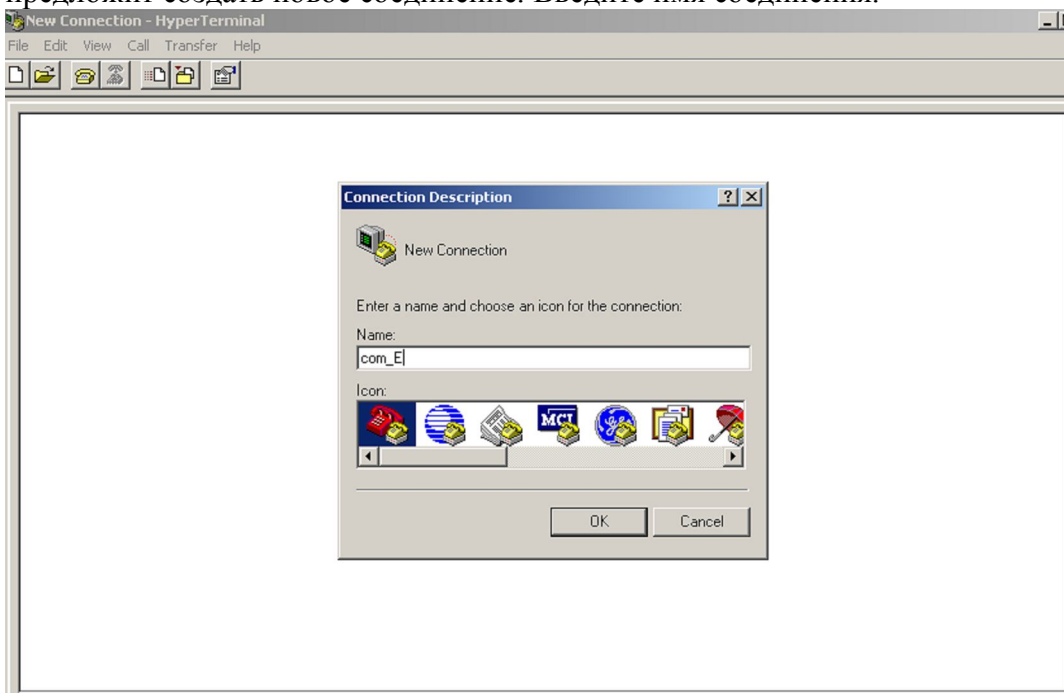 предложит создать новое соединение. Введите имя соединения.
New Connection - HyperTerminal
File Edit View Call Transfer Help
Connection Description
New Connection
Enter a name and choose an icon for the connection:
Name:
com_E
Icon:
MCI
OK Cancel